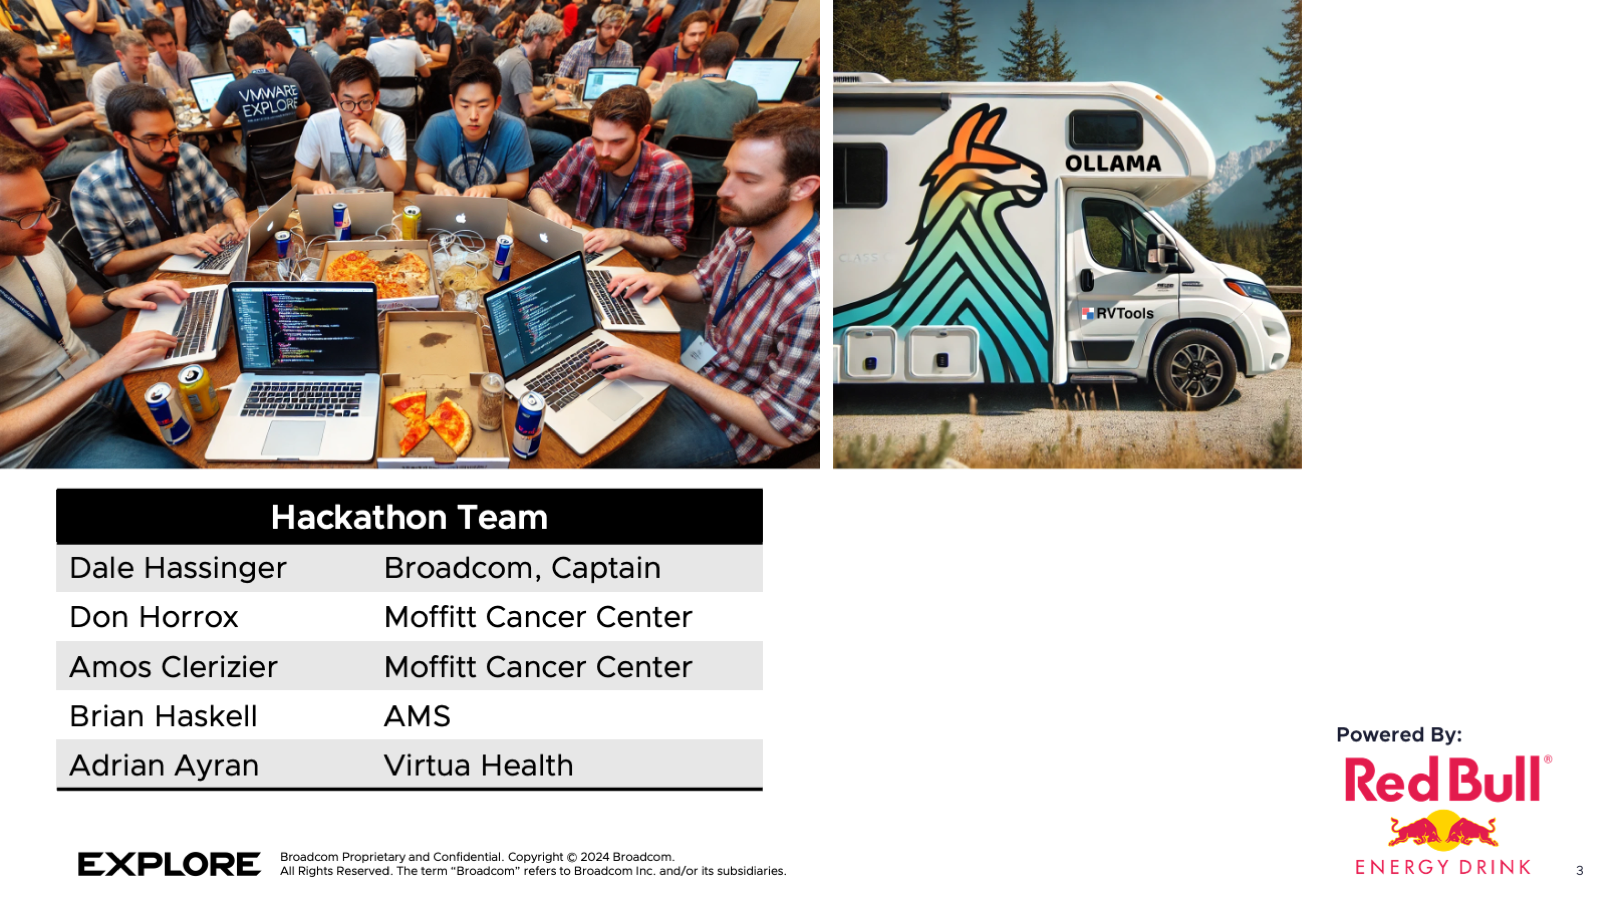 VMWARE
EXPLORE
OLLAMA
RVTools
Hackathon Team
Dale Hassinger Broadcom, Captain
Don Horrox Moffitt Cancer Center
Amos Clerizier Moffitt Cancer Center
Brian Haskell AMS
Adrian Ayran Virtua Health
Powered By:
Red Bull®
ENERGY DRINK
EXPLORE
Broadcom Proprietary and Confidential. Copyright © 2024 Broadcom.
All Rights Reserved. The term “Broadcom” refers to Broadcom Inc. and/or its subsidiaries.
3